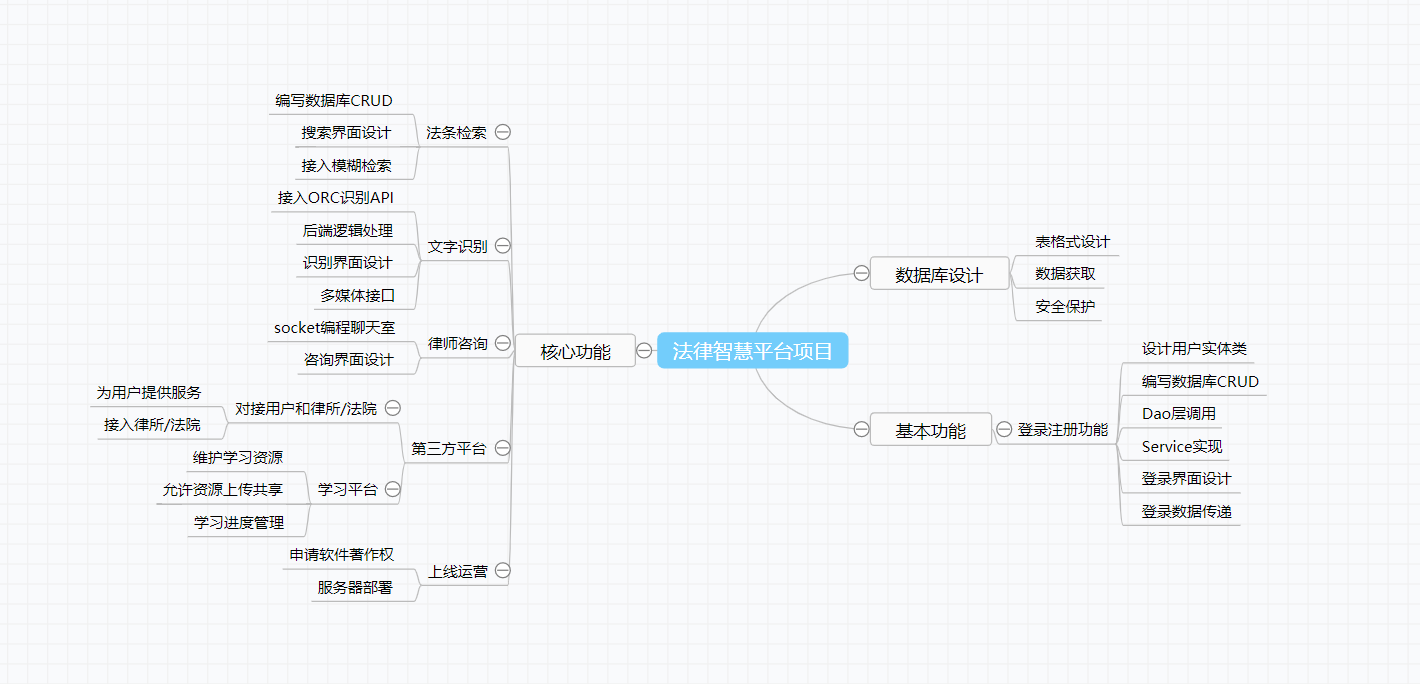 编写数据库CRUD
搜索界面设计
法条检索
接入模糊检索
接入ORC识别API
后端逻辑处理
文字识别
识别界面设计
多媒体接口
socket编程聊天室
律师咨询
咨询界面设计
核心功能
为用户提供服务
对接用户和律所/法院
接入律所/法院
第三方平台
维护学习资源
允许资源上传共享
学习平台
学习进度管理
申请软件著作权
上线运营
服务器部署
法律智慧平台项目
表格式设计
数据库设计
数据获取
安全保护
设计用户实体类
编写数据库CRUD
Dao层调用
基本功能
登录注册功能
Service实现
登录界面设计
登录数据传递